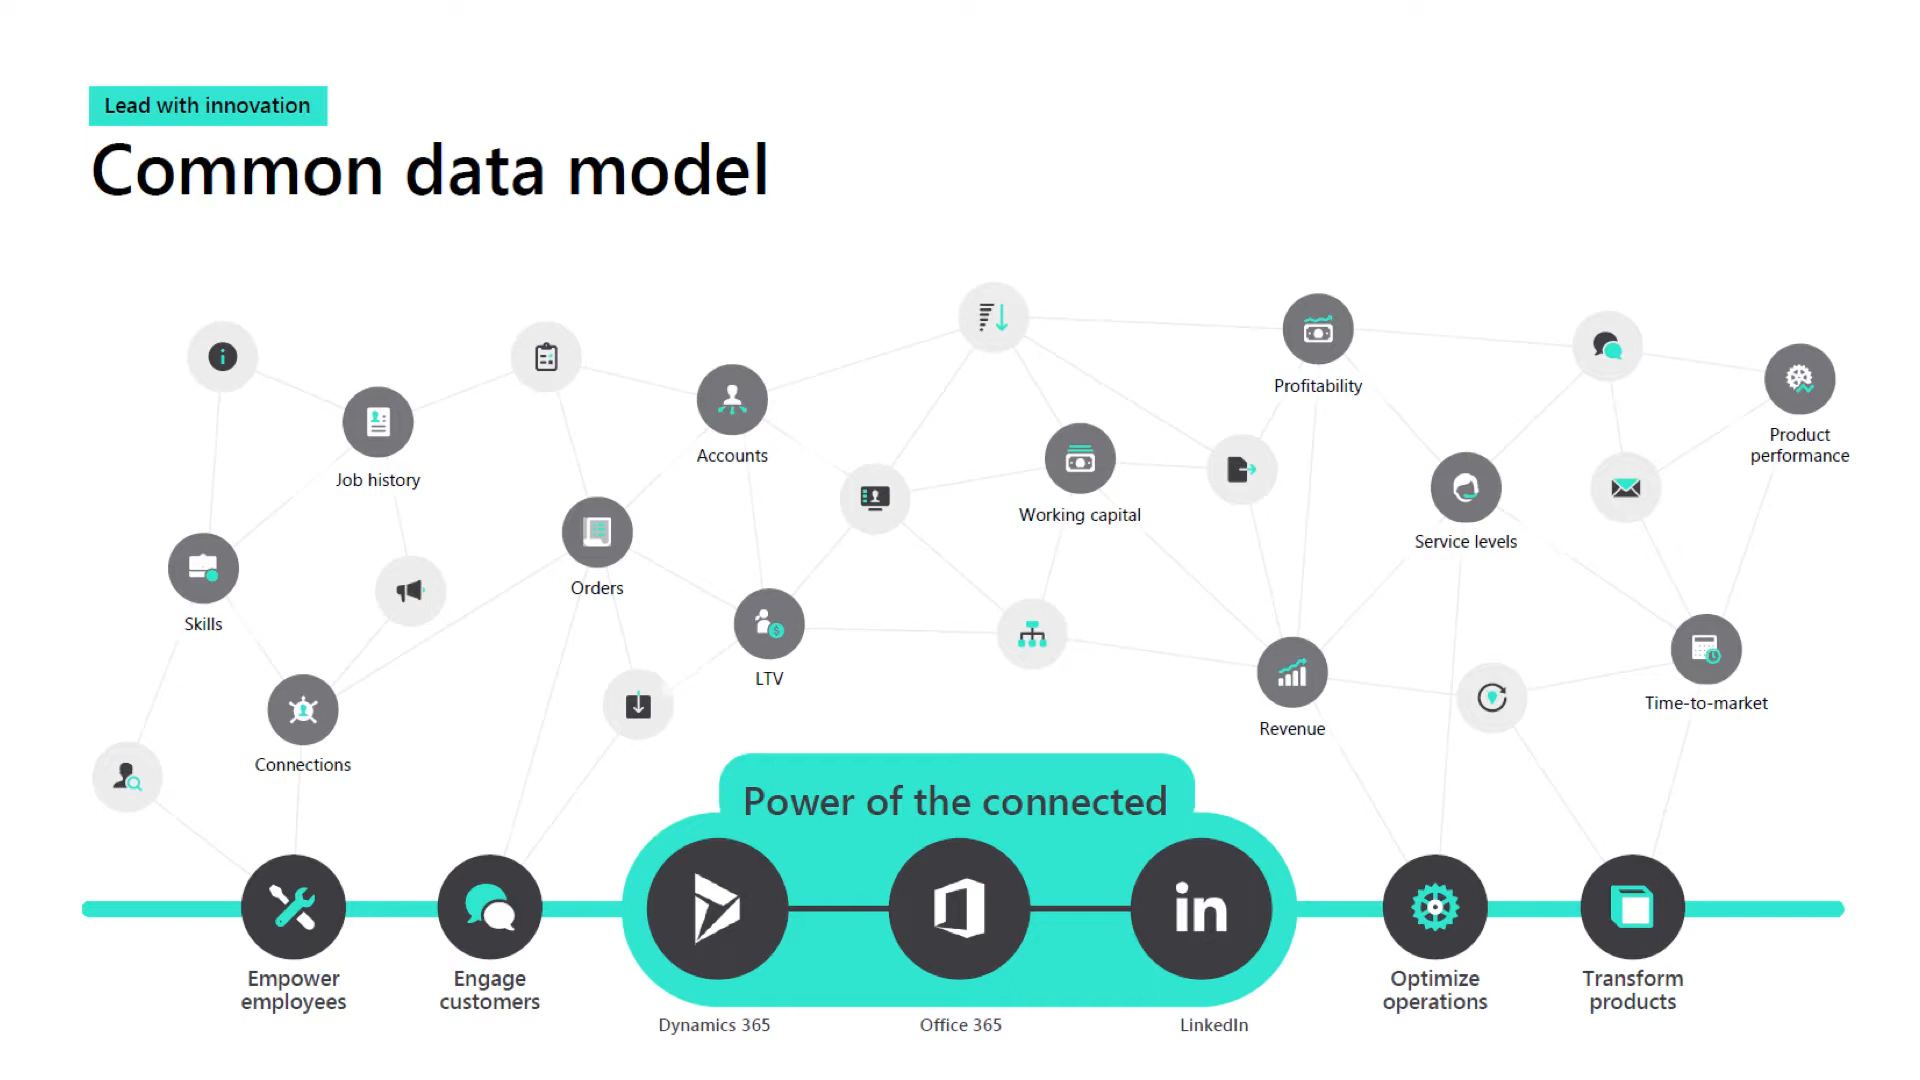 Lead with innovation
Common data model
Profitability
Product
performance
Accounts
Job history
Working capital
Service levels
Orders
Skills
LTV
Time-to-market
Revenue
Connections
Power of the connected
in
Empower
employees
Engage
customers
Optimize
operations
Transform
products
Dynamics 365
Office 365
LinkedIn